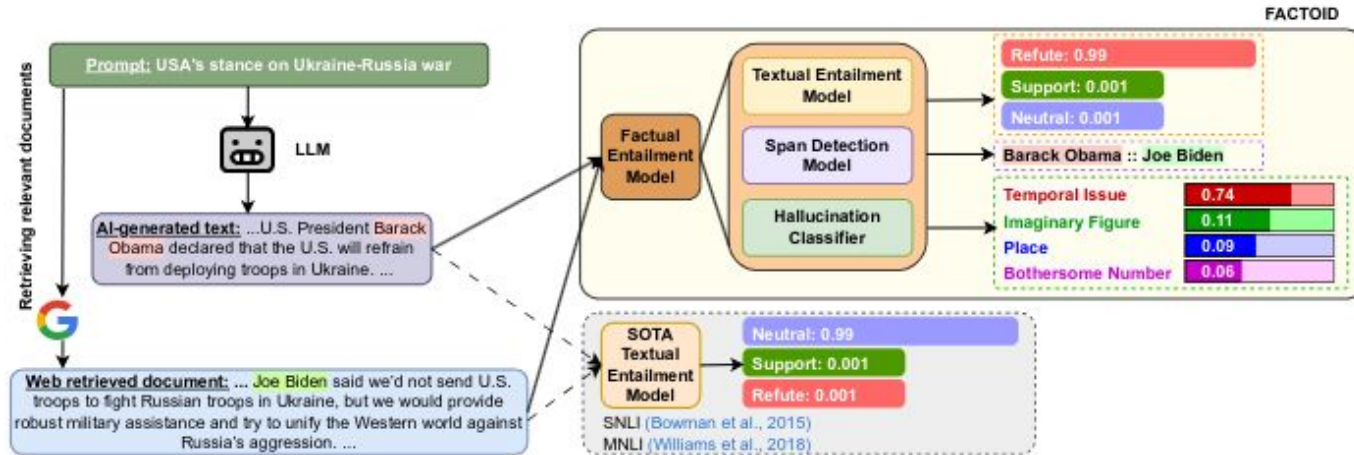 FACTOID
Prompt: USA's stance on Ukraine-Russia war
Retrieving relevant documents
LLM
AI-generated text: ...U.S. President Barack
Obama declared that the U.S. will refrain
from deploying troops in Ukraine. ...
Web retrieved document: ... Joe Biden said we'd not send U.S.
troops to fight Russian troops in Ukraine, but we would provide
robust military assistance and try to unify the Western world against
Russia's aggression. ...
Factual
Entailment
Model
Textual Entailment
Model
Span Detection
Model
Hallucination
Classifier
Refute: 0.99
Support: 0.001
Neutral: 0.001
Barack Obama :: Joe Biden
Temporal Issue 0.74
Imaginary Figure 0.11
Place 0.09
Bothersome Number 0.06
SOTA
Textual
Entailment
Model
Neutral: 0.99
Support: 0.001
Refute: 0.001
SNLI (Bowman et al., 2015)
MNLI (Williams et al., 2018)